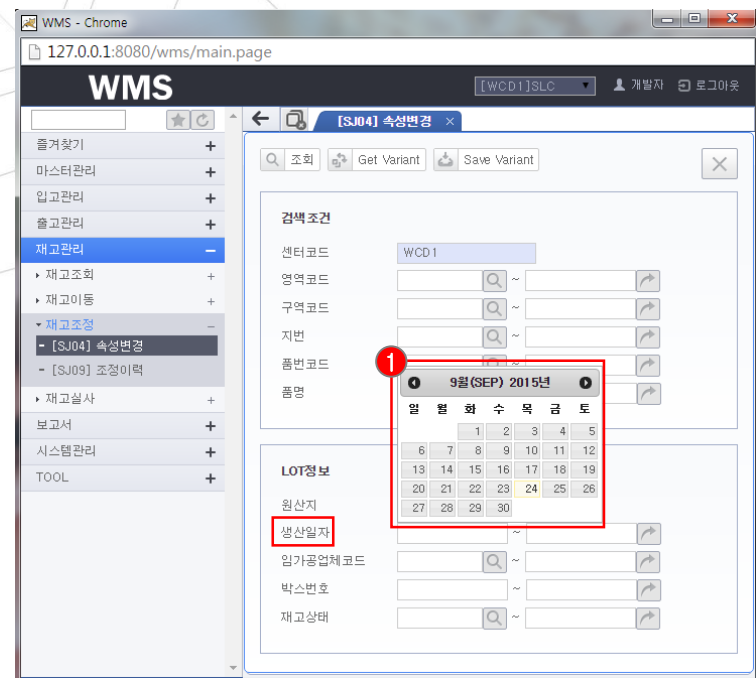 WMS - Chrome
127.0.0.1:8080/wms/main.page
WMS
[WCD1]SLC
개발자
로그아웃
[SJ04] 속성변경
즐겨찾기
마스터관리
입고관리
출고관리
재고관리
재고조회
재고이동
재고조정
- [SJ04] 속성변경
- [SJ09] 조정이력
재고실사
보고서
시스템관리
TOOL
조회
Get Variant
Save Variant
검색조건
센터코드 WCD1
영역코드 ~
구역코드 ~
지번 ~
품번코드 ~
품명
1
9월(SEP) 2015년
일 월 화 수 목 금 토
1 2 3 4 5
6 7 8 9 10 11 12
13 14 15 16 17 18 19
20 21 22 23 24 25 26
27 28 29 30
LOT정보
원산지
생산일자 ~
임가공업체코드 ~
박스번호 ~
재고상태 ~